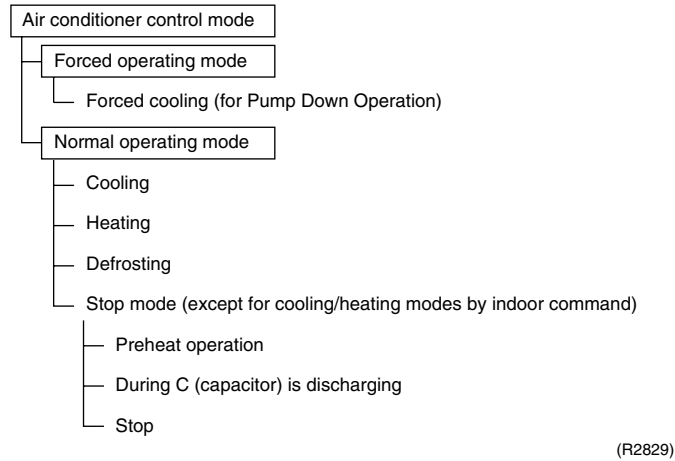 Air conditioner control mode
Forced operating mode
Forced cooling (for Pump Down Operation)
Normal operating mode
Cooling
Heating
Defrosting
Stop mode (except for cooling/heating modes by indoor command)
Preheat operation
During C (capacitor) is discharging
Stop
(R2829)